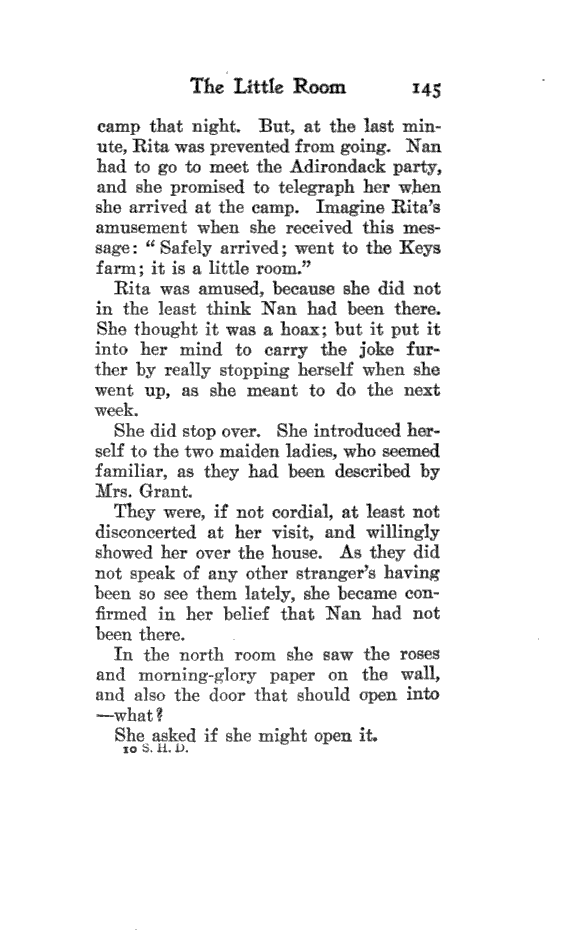 The Little Room 145
camp that night. But, at the last min-
ute, Rita was prevented from going. Nan
had to go to meet the Adirondack party,
and she promised to telegraph her when
she arrived at the camp. Imagine Rita's
amusement when she received this mes-
sage: " Safely arrived; went to the Keys
farm; it is a little room."
Rita was amused, because she did not
in the least think Nan had been there.
She thought it was a hoax; but it put it
into her mind to carry the joke fur-
ther by really stopping herself when she
went up, as she meant to do the next
week.
She did stop over. She introduced her-
self to the two maiden ladies, who seemed
familiar, as they had been described by
Mrs. Grant.
They were, if not cordial, at least not
disconcerted at her visit, and willingly
showed her over the house. As they did
not speak of any other stranger's having
been so see them lately, she became con-
firmed in her belief that Nan had not
been there.
In the north room she saw the roses
and morning-glory paper on the wall,
and also the door that should open into
—what?
She asked if she might open it.
10 S. H. D.